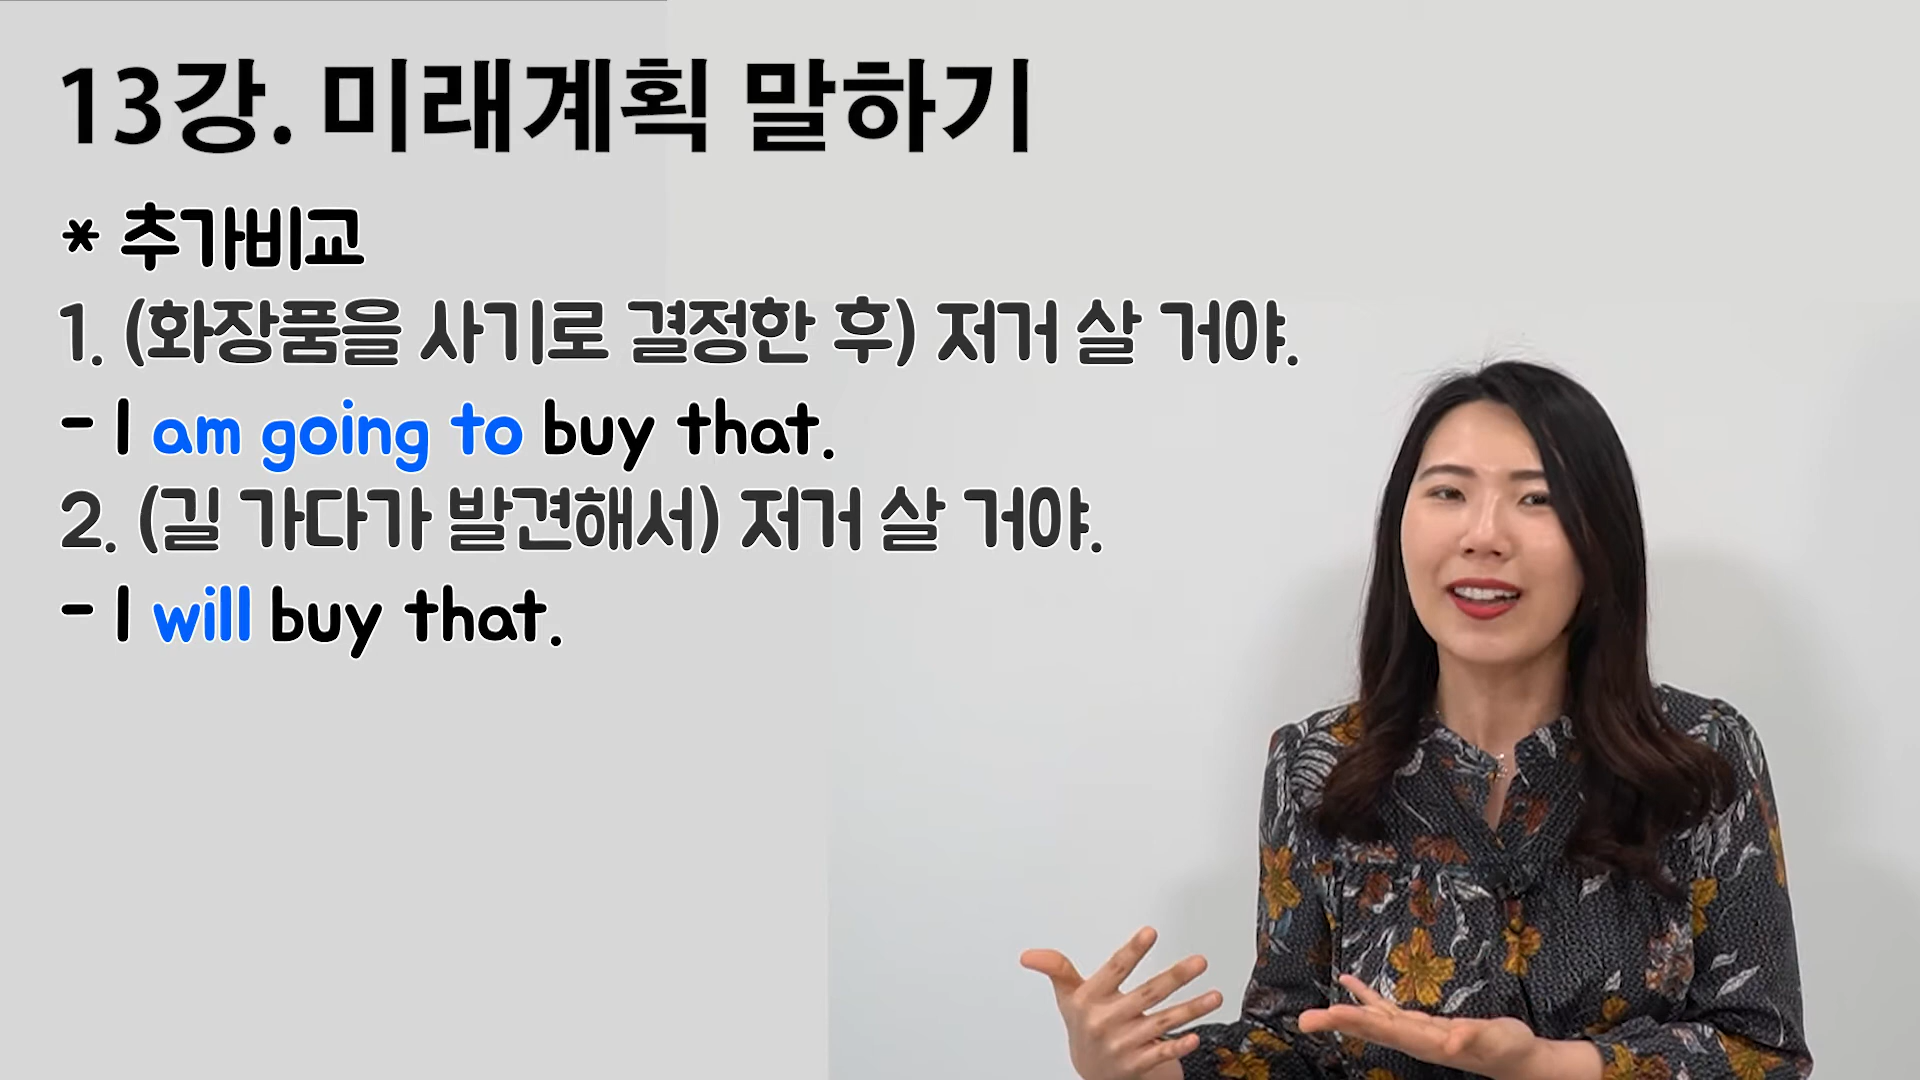 13강. 미래계획 말하기
* 추가비교
1. (화장품을 사기로 결정한 후) 저거 살 거야.
- I am going to buy that.
2. (길 가다가 발견해서) 저거 살 거야.
- I will buy that.